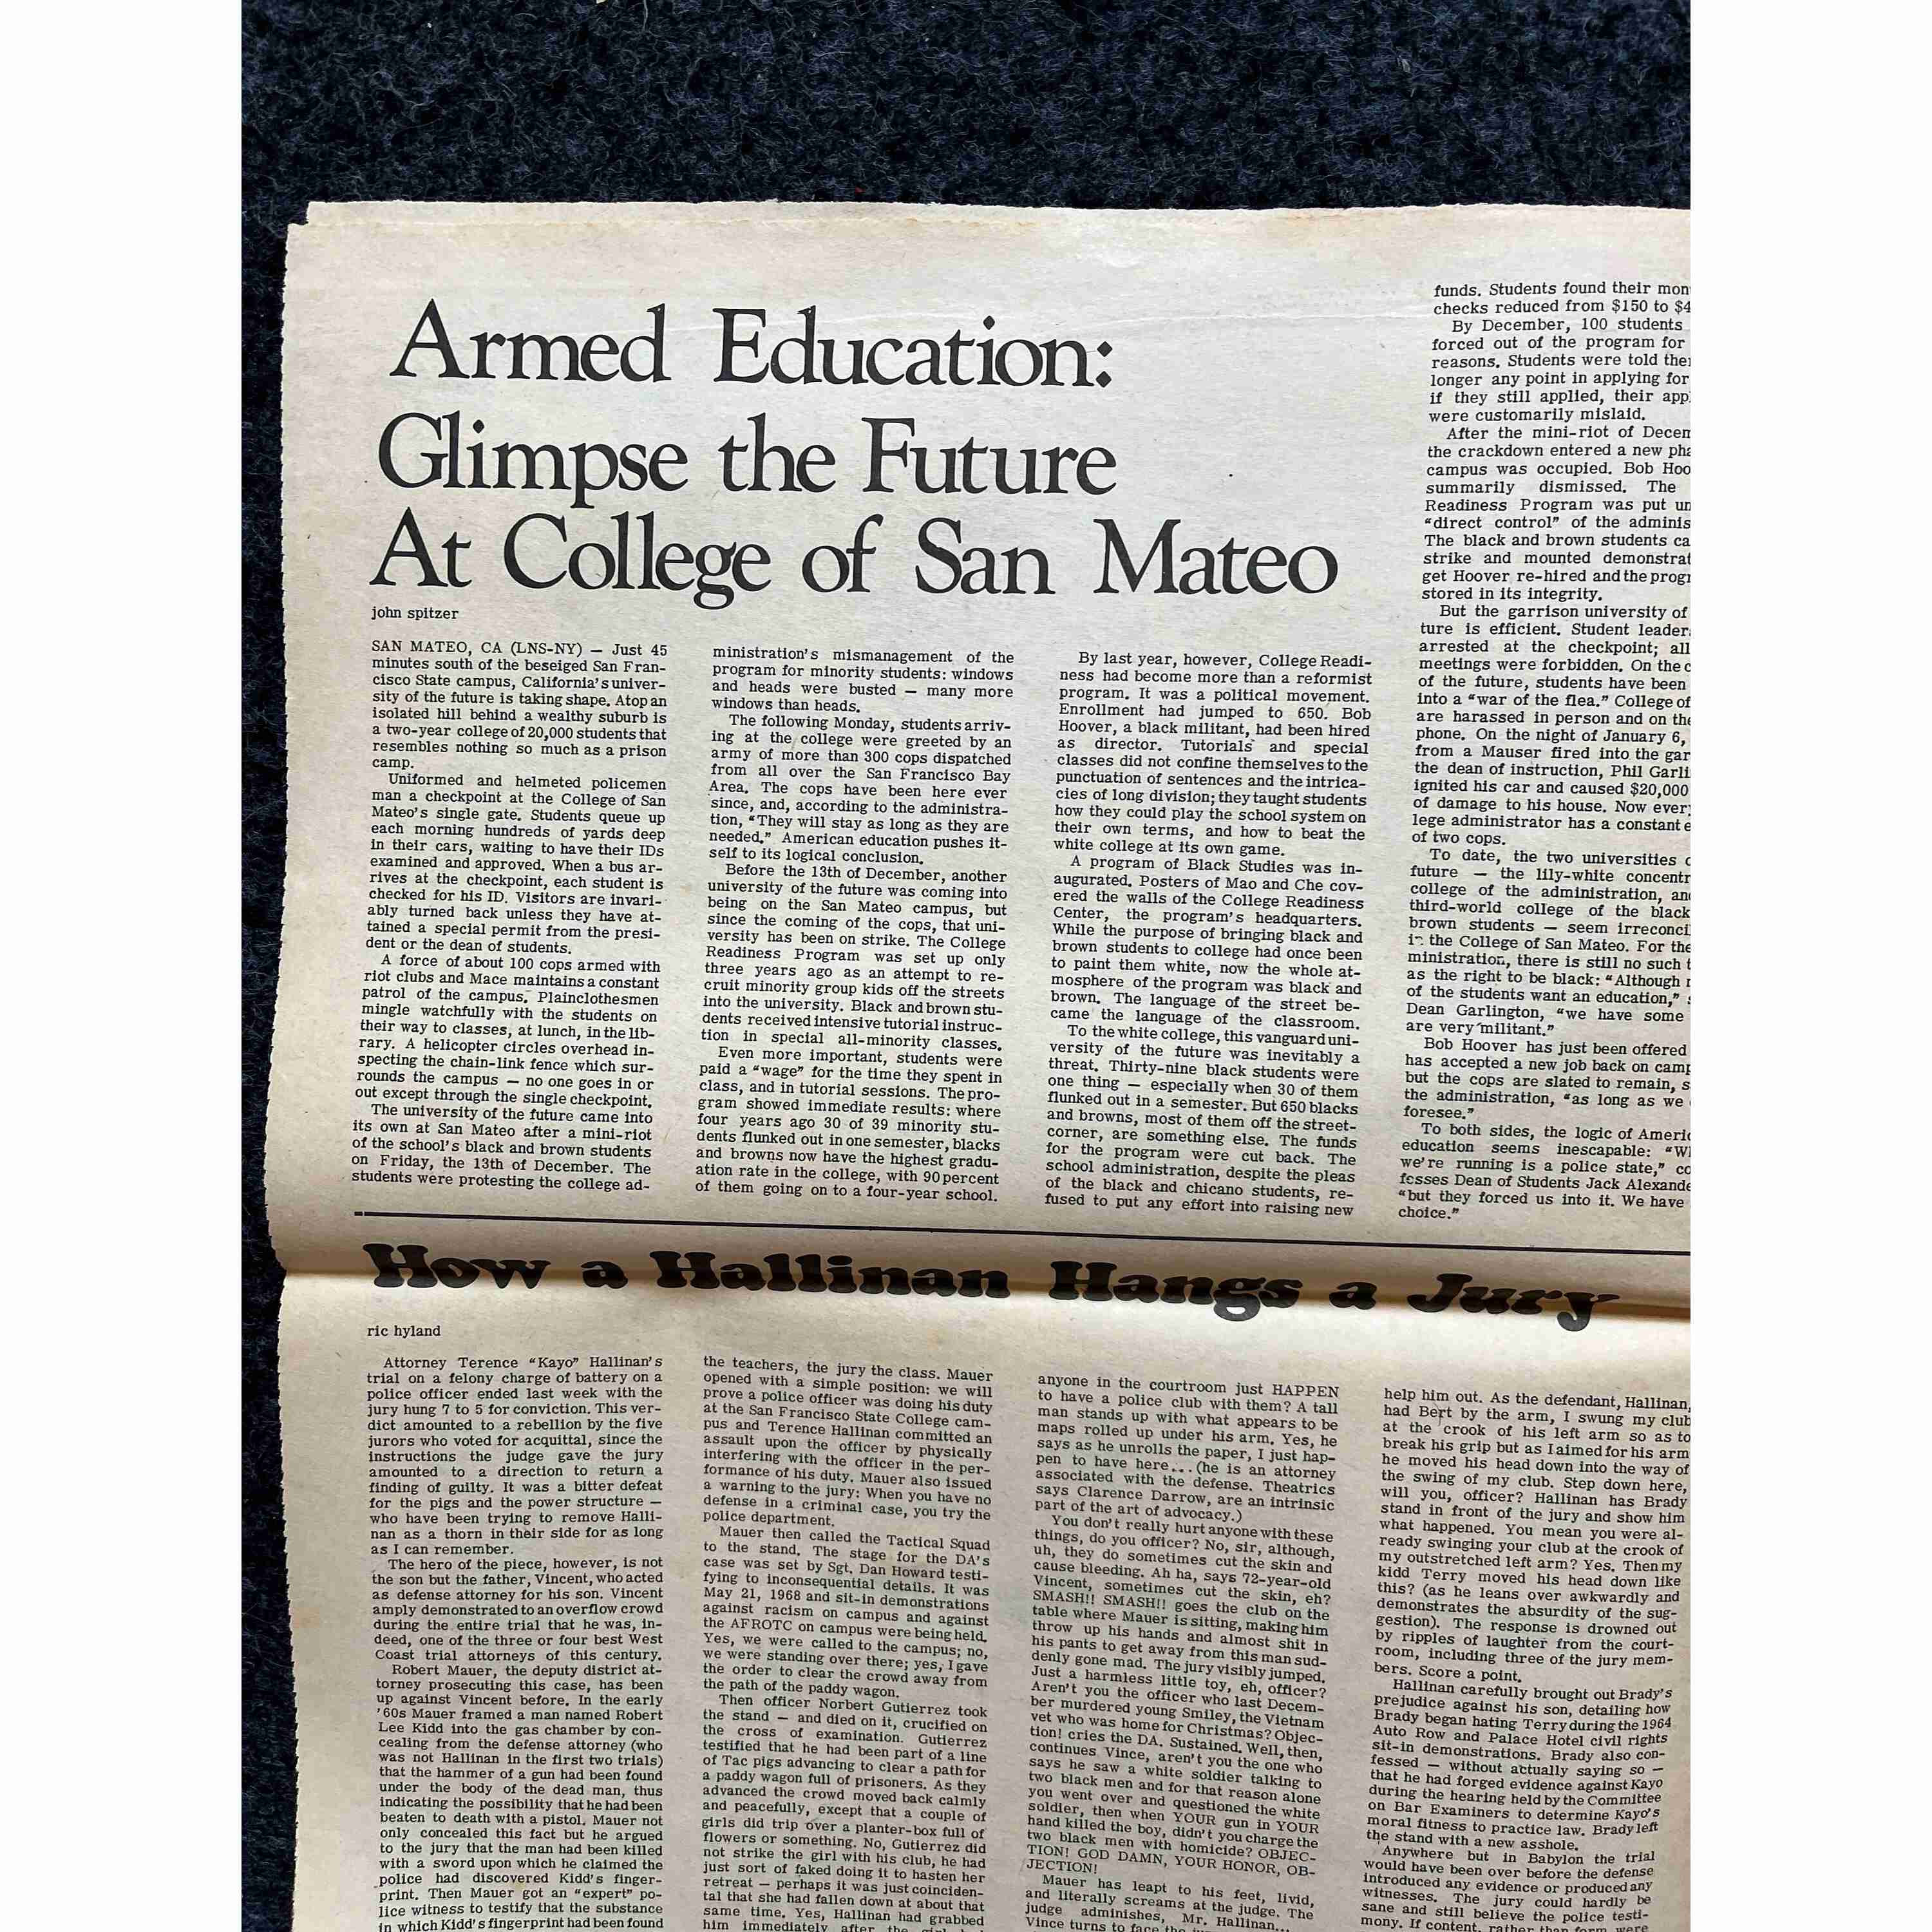 Armed Education:
Glimpse the Future
At College of San Mateo
john spitzer
SAN MATEO, CA (LNS-NY) — Just 45
minutes south of the beseiged San Fran-
cisco State campus, California's univer-
sity of the future is taking shape. Atop an
isolated hill behind a wealthy suburb is
a two-year college of 20,000 students that
resembles nothing so much as a prison
camp.
Uniformed and helmeted policemen
man a checkpoint at the College of San
Mateo's single gate. Students queue up
each morning hundreds of yards deep
in their cars, waiting to have their IDs
examined and approved. When a bus ar-
rives at the checkpoint, each student is
checked for his ID. Visitors are invari-
ably turned back unless they have at-
tained a special permit from the presi-
dent or the dean of students.
A force of about 100 cops armed with
riot clubs and Mace maintains a constant
patrol of the campus. Plainclothesmen
mingle watchfully with the students on
their way to classes, at lunch, in the lib-
rary. A helicopter circles overhead in-
specting the chain-link fence which sur-
rounds the campus — no one goes in or
out except through the single checkpoint.
The university of the future came into
its own at San Mateo after a mini-riot
of the school's black and brown students
on Friday, the 13th of December. The
students were protesting the college ad-
ministration's mismanagement of the
program for minority students: windows
and heads were busted — many more
windows than heads.
The following Monday, students arriv-
ing at the college were greeted by an
army of more than 300 cops dispatched
from all over the San Francisco Bay
Area. The cops have been here ever
since, and, according to the administra-
tion, "They will stay as long as they are
needed." American education pushes it-
self to its logical conclusion.
Before the 13th of December, another
university of the future was coming into
being on the San Mateo campus, but
since the coming of the cops, that uni-
versity has been on strike. The College
Readiness Program was set up only
three years ago as an attempt to re-
cruit minority group kids off the streets
into the university. Black and brown stu-
dents received intensive tutorial instruc-
tion in special all-minority classes.
Even more important, students were
paid a "wage" for the time they spent in
class, and in tutorial sessions. The pro-
gram showed immediate results: where
four years ago 30 of 39 minority stu-
dents flunked out in one semester, blacks
and browns now have the highest gradu-
ation rate in the college, with 90 percent
of them going on to a four-year school.
By last year, however, College Readi-
ness had become more than a reformist
program. It was a political movement.
Enrollment had jumped to 650. Bob
Hoover, a black militant, had been hired
as director. Tutorials and special
classes did not confine themselves to the
punctuation of sentences and the intrica-
cies of long division; they taught students
how they could play the school system on
their own terms, and how to beat the
white college at its own game.
A program of Black Studies was in-
augurated. Posters of Mao and Che cov-
ered the walls of the College Readiness
Center, the program's headquarters.
While the purpose of bringing black and
brown students to college had once been
to paint them white, now the whole at-
mosphere of the program was black and
brown. The language of the street be-
came the language of the classroom.
To the white college, this vanguard uni-
versity of the future was inevitably a
threat. Thirty-nine black students were
one thing — especially when 30 of them
flunked out in a semester. But 650 blacks
and browns, most of them off the street-
corner, are something else. The funds
for the program were cut back. The
school administration, despite the pleas
of the black and chicano students, re-
fused to put any effort into raising new
funds. Students found their mon
checks reduced from $150 to $4
By December, 100 students
forced out of the program for
reasons. Students were told the
longer any point in applying for
if they still applied, their app
were customarily mislaid.
After the mini-riot of Decem
the crackdown entered a new pha
campus was occupied. Bob Hoo
summarily dismissed. The
Readiness Program was put un
"direct control" of the adminis
The black and brown students ca
strike and mounted demonstrat
get Hoover re-hired and the progr
stored in its integrity.
But the garrison university of
ture is efficient. Student leader
arrested at the checkpoint; all
meetings were forbidden. On the c
of the future, students have been
into a "war of the flea." College of
are harassed in person and on the
phone. On the night of January 6,
from a Mauser fired into the gar
the dean of instruction, Phil Garli
ignited his car and caused $20,000
of damage to his house. Now every
lege administrator has a constant e
of two cops.
To date, the two universities o
future — the lily-white concentr
college of the administration, and
third-world college of the black
brown students — seem irreconci
in the College of San Mateo. For the
ministration, there is still no such t
as the right to be black: "Although m
of the students want an education," s
Dean Garlington, "we have some
are very militant."
Bob Hoover has just been offered
has accepted a new job back on camp
but the cops are slated to remain, s
the administration, "as long as we
foresee."
To both sides, the logic of Americ
education seems inescapable: "Wh
we're running is a police state," co
fesses Dean of Students Jack Alexande
"but they forced us into it. We have
choice."
How a Hallinan Hangs a Jury
ric hyland
Attorney Terence "Kayo" Hallinan's
trial on a felony charge of battery on a
police officer ended last week with the
jury hung 7 to 5 for conviction. This ver-
dict amounted to a rebellion by the five
jurors who voted for acquittal, since the
instructions the judge gave the jury
amounted to a direction to return a
finding of guilty. It was a bitter defeat
for the pigs and the power structure —
who have been trying to remove Halli-
nan as a thorn in their side for as long
as I can remember.
The hero of the piece, however, is not
the son but the father, Vincent, who acted
as defense attorney for his son. Vincent
amply demonstrated to an overflow crowd
during the entire trial that he was, in-
deed, one of the three or four best West
Coast trial attorneys of this century.
Robert Mauer, the deputy district at-
torney prosecuting this case, has been
up against Vincent before. In the early
'60s Mauer framed a man named Robert
Lee Kidd into the gas chamber by con-
cealing from the defense attorney (who
was not Hallinan in the first two trials)
that the hammer of a gun had been found
under the body of the dead man, thus
indicating the possibility that he had been
beaten to death with a pistol. Mauer not
only concealed this fact but he argued
to the jury that the man had been killed
with a sword upon which he claimed the
police had discovered Kidd's finger-
print. Then Mauer got an "expert" po-
lice witness to testify that the substance
in which Kidd's fingerprint had been found
the teachers, the jury the class. Mauer
opened with a simple position: we will
prove a police officer was doing his duty
at the San Francisco State College cam-
pus and Terence Hallinan committed an
assault upon the officer by physically
interfering with the officer in the per-
formance of his duty. Mauer also issued
a warning to the jury: When you have no
defense in a criminal case, you try the
police department.
Mauer then called the Tactical Squad
to the stand. The stage for the DA's
case was set by Sgt. Dan Howard testi-
fying to inconsequential details. It was
May 21, 1968 and sit-in demonstrations
against racism on campus and against
the AFROTC on campus were being held.
Yes, we were called to the campus; no,
we were standing over there; yes, I gave
the order to clear the crowd away from
the path of the paddy wagon.
Then officer Norbert Gutierrez took
the stand — and died on it, crucified on
the cross of examination. Gutierrez
testified that he had been part of a line
of Tac pigs advancing to clear a path for
a paddy wagon full of prisoners. As they
advanced the crowd moved back calmly
and peacefully, except that a couple of
girls did trip over a planter-box full of
flowers or something. No, Gutierrez did
not strike the girl with his club, he had
just sort of faked doing it to hasten her
retreat — perhaps it was just coinciden-
tal that she had fallen down at about that
same time. Yes, Hallinan had grabbed
him immediately after the girl had
anyone in the courtroom just HAPPEN
to have a police club with them? A tall
man stands up with what appears to be
maps rolled up under his arm. Yes, he
says as he unrolls the paper, I just hap-
pen to have here... (he is an attorney
associated with the defense. Theatrics
says Clarence Darrow, are an intrinsic
part of the art of advocacy.)
You don't really hurt anyone with these
things, do you officer? No, sir, although,
uh, they do sometimes cut the skin and
cause bleeding. Ah ha, says 72-year-old
Vincent, sometimes cut the skin, eh?
SMASH!! SMASH!! goes the club on the
table where Mauer is sitting, making him
throw up his hands and almost shit in
his pants to get away from this man sud-
denly gone mad. The jury visibly jumped.
Just a harmless little toy, eh, officer?
Aren't you the officer who last Decem-
ber murdered young Smiley, the Vietnam
vet who was home for Christmas? Objec-
tion! cries the DA. Sustained. Well, then,
continues Vince, aren't you the one who
says he saw a white soldier talking to
two black men and for that reason alone
you went over and questioned the white
soldier, then when YOUR gun in YOUR
hand killed the boy, didn't you charge the
two black men with homicide? OBJEC-
TION! GOD DAMN, YOUR HONOR, OB-
JECTION!
Mauer has leapt to his feet, livid,
and literally screams at the judge. The
judge adminishes, Mr. Hallinan...
Vince turns to face the
help him out. As the defendant, Hallinan,
had Bert by the arm, I swung my club
at the crook of his left arm so as to
break his grip but as I aimed for his arm
he moved his head down into the way of
the swing of my club. Step down here,
will you, officer? Hallinan has Brady
stand in front of the jury and show him
what happened. You mean you were al-
ready swinging your club at the crook of
my outstretched left arm? Yes. Then my
kidd Terry moved his head down like
this? (as he leans over awkwardly and
demonstrates the absurdity of the sug-
gestion). The response is drowned out
by ripples of laughter from the court-
room, including three of the jury mem-
bers. Score a point.
Hallinan carefully brought out Brady's
prejudice against his son, detailing how
Brady began hating Terry during the 1964
Auto Row and Palace Hotel civil rights
sit-in demonstrations. Brady also con-
fessed — without actually saying so —
that he had forged evidence against Kayo
during the hearing held by the Committee
on Bar Examiners to determine Kayo's
moral fitness to practice law. Brady left
the stand with a new asshole.
Anywhere but in Babylon the trial
would have been over before the defense
introduced any evidence or produced any
witnesses. The jury could hardly be
sane and still believe the police testi-
mony. If content, rather than form were